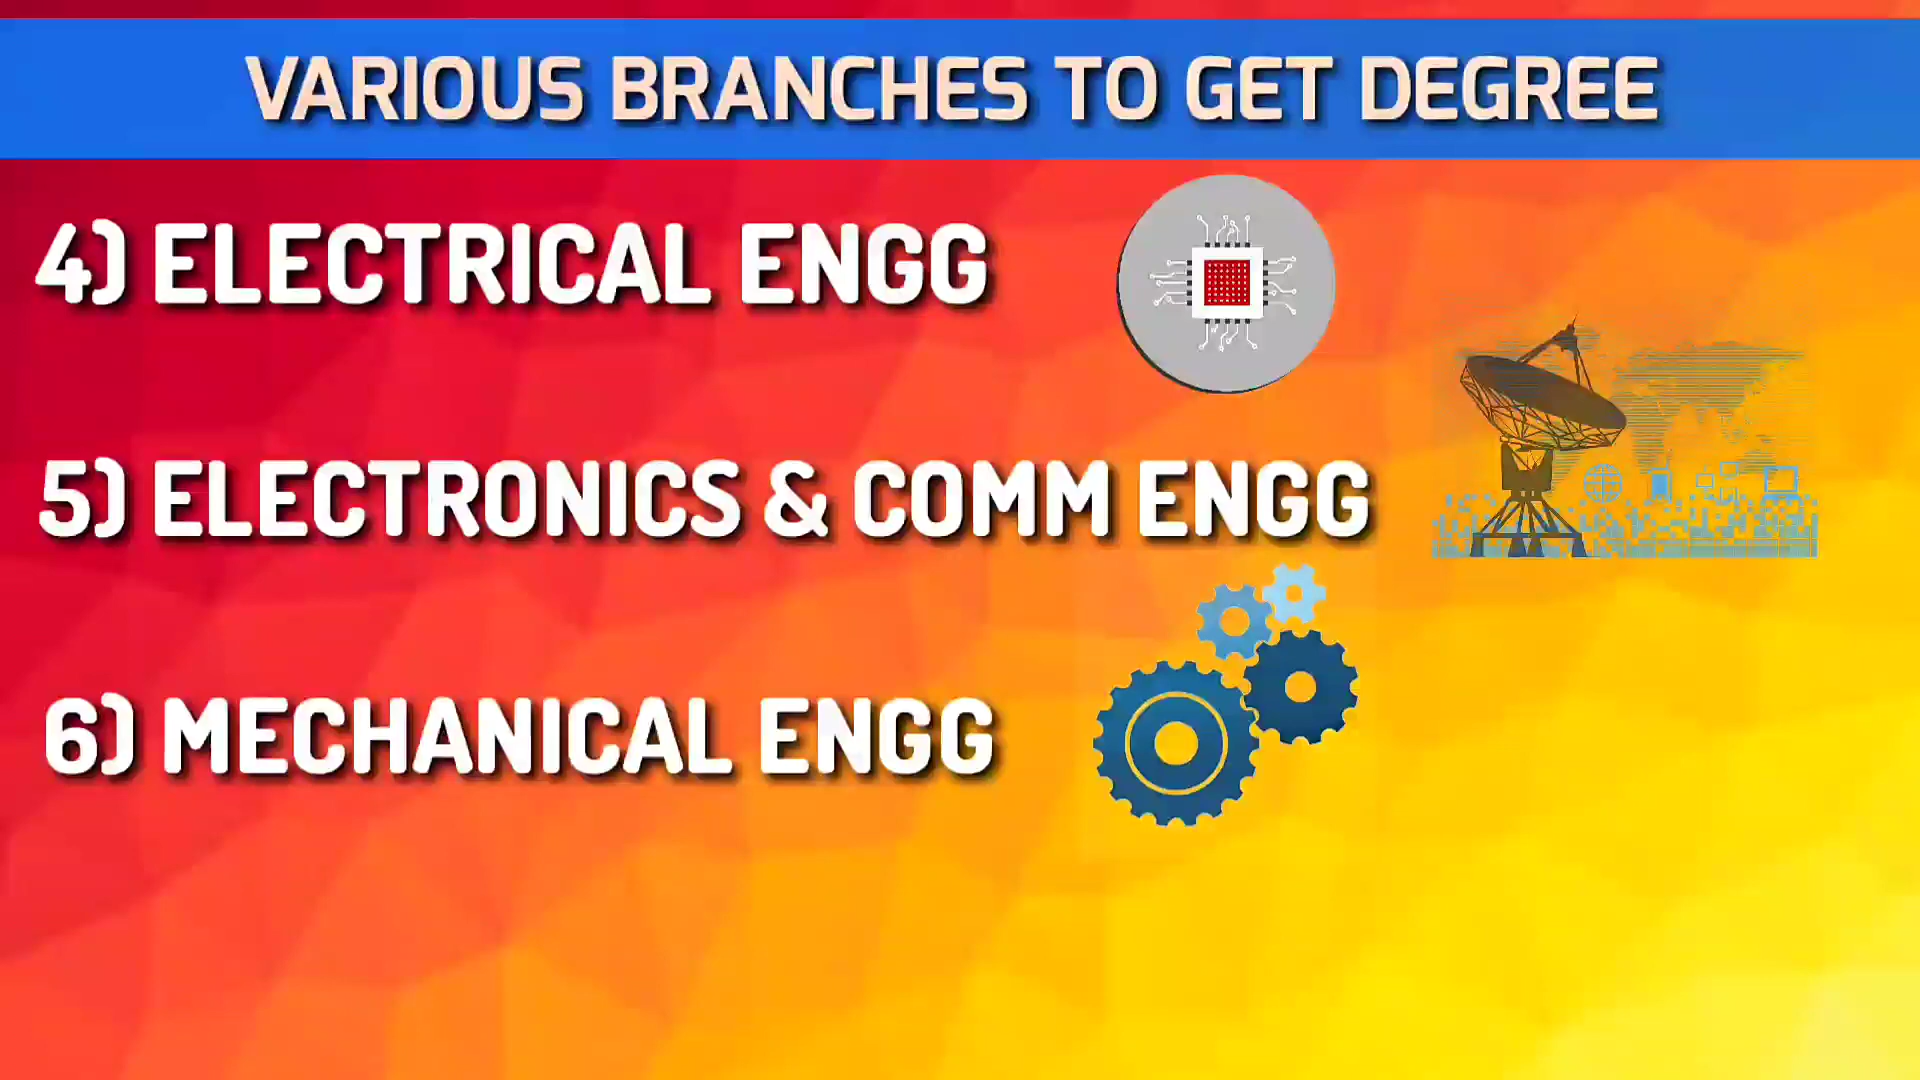 VARIOUS BRANCHES TO GET DEGREE
4) ELECTRICAL ENGG
5) ELECTRONICS & COMM ENGG
6) MECHANICAL ENGG